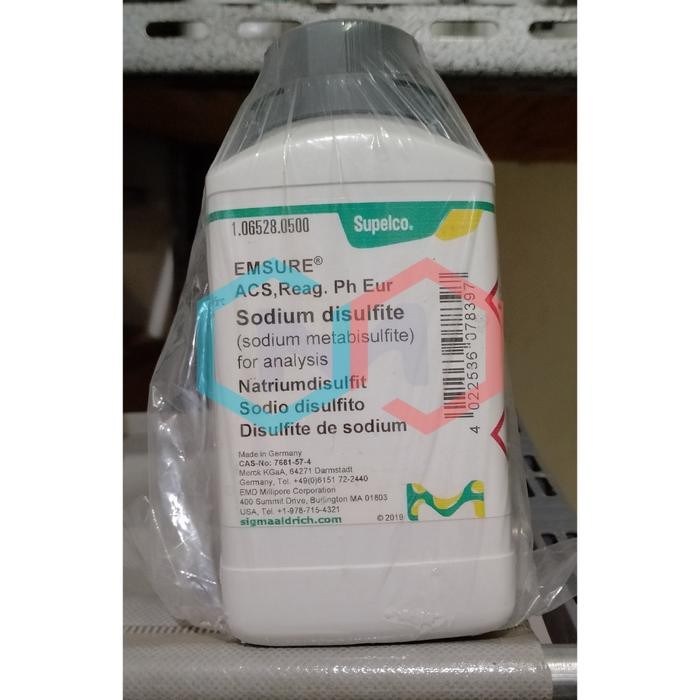 1.06528.0500
Supelco®
EMSURE®
ACS,Reag. Ph Eur
Sodium disulfite
(sodium metabisulfite)
for analysis
Natriumdisulfit
Sodio disulfito
Disulfite de sodium
Made in Germany
CAS-No: 7681-57-4
Merck KGaA, 64271 Darmstadt
Germany, Tel. +49(0)6151 72-2440
EMD Millipore Corporation
400 Summit Drive, Burlington MA 01803
USA, Tel. +1-978-715-4321
sigmaaldrich.com
© 2019
4 022536 078397